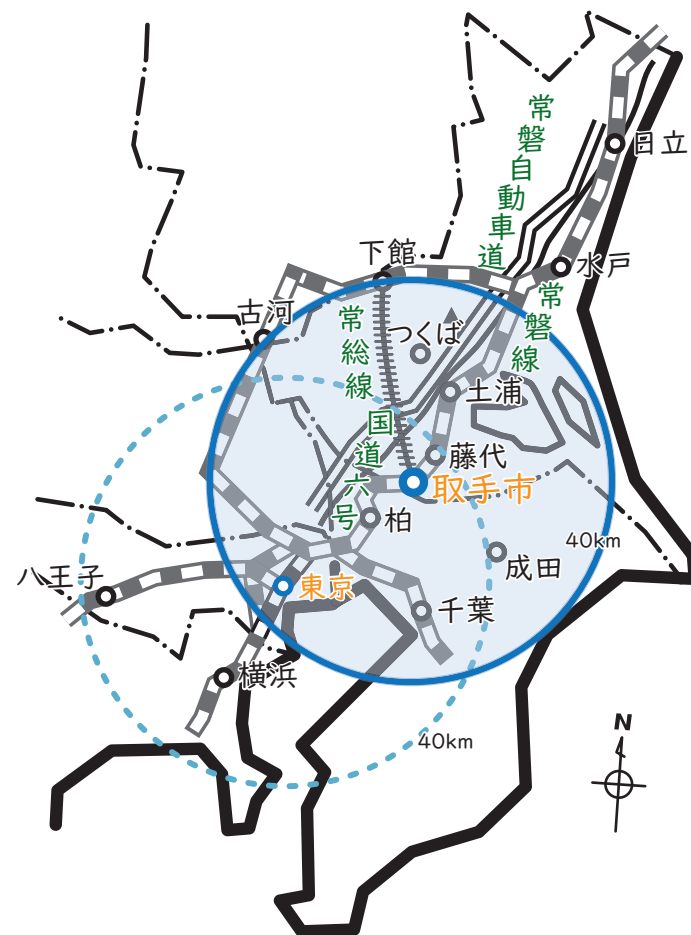 常磐自動車道
日立
下館
水戸
古河
常総線
つくば
常磐線
土浦
国道六号
藤代
取手市
柏
40km
成田
八王子
東京
千葉
横浜
N
40km